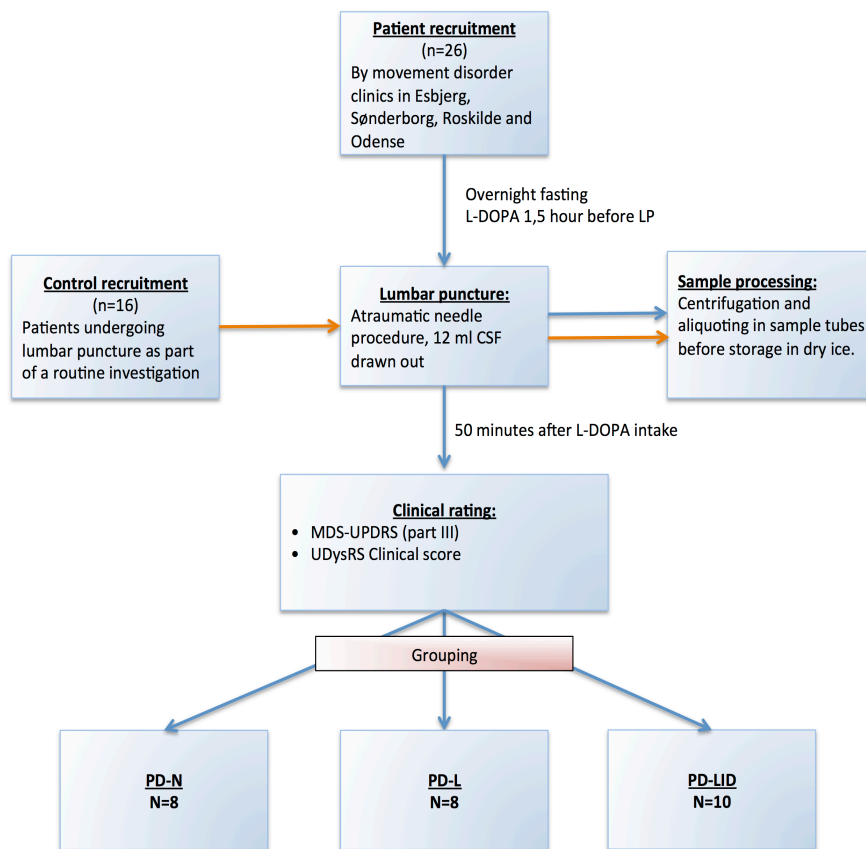 Patient recruitment
(n=26)
By movement disorder
clinics in Esbjerg,
Sønderborg, Roskilde and
Odense
Overnight fasting
L-DOPA 1,5 hour before LP
Control recruitment
(n=16)
Patients undergoing
lumbar puncture as part
of a routine investigation
Lumbar puncture:
Atraumatic needle
procedure, 12 ml CSF
drawn out
Sample processing:
Centrifugation and
aliquoting in sample tubes
before storage in dry ice.
50 minutes after L-DOPA intake
Clinical rating:
• MDS-UPDRS (part III)
• UDysRS Clinical score
Grouping
PD-N
N=8
PD-L
N=8
PD-LID
N=10